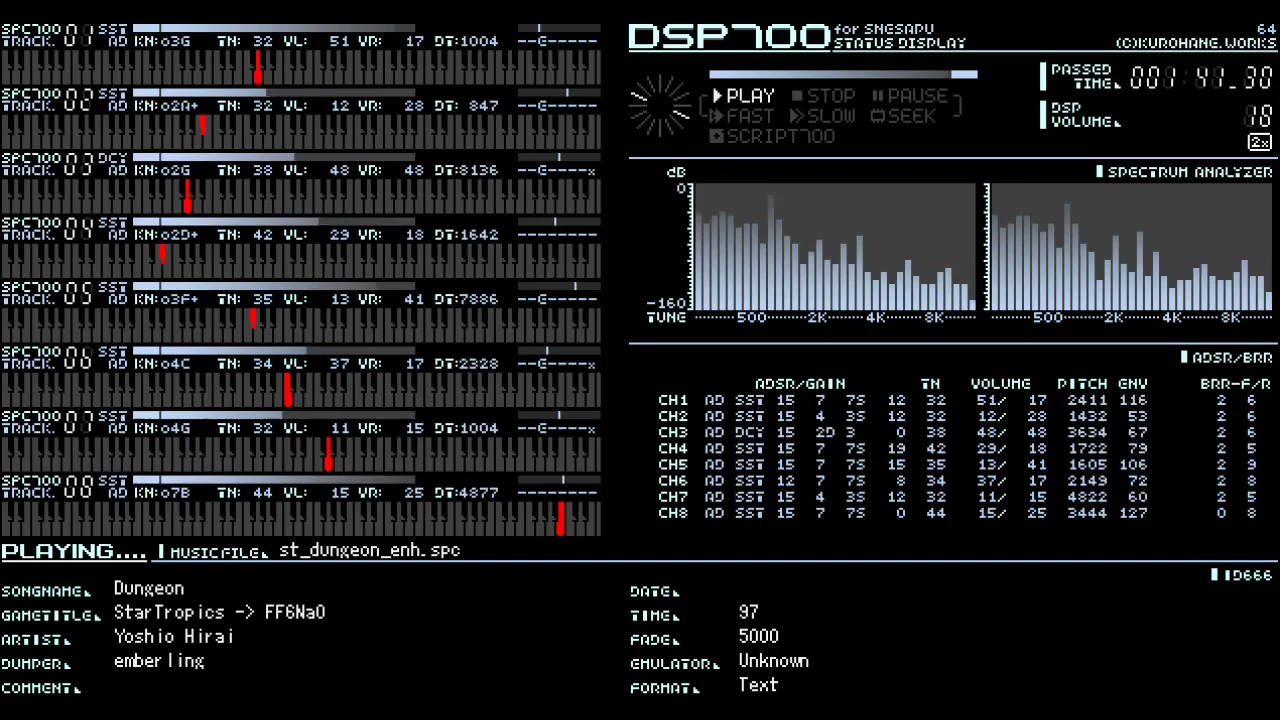 SPC700 00 SST
TRACK. AD KN:o3G TN: 32 VL: 51 VR: 17 DT:1004 --G-----
SPC700 SST
TRACK. AD KN:o2A+ TN: 32 VL: 12 VR: 28 DT: 847 --G-----
SPC700 DCY
TRACK. AD KN:o2G TN: 38 VL: 48 VR: 48 DT:8136 --G-----x
SPC700 SST
TRACK. AD KN:o2D+ TN: 42 VL: 29 VR: 18 DT:1642 --------
SPC700 SST
TRACK. AD KN:o3F+ TN: 35 VL: 13 VR: 41 DT:7886 --G-----
SPC700 SST
TRACK. AD KN:o4C TN: 34 VL: 37 VR: 17 DT:2328 --G-----x
SPC700 SST
TRACK. AD KN:o4G TN: 32 VL: 11 VR: 15 DT:1004 --G-----x
SPC700 SST
TRACK. AD KN:o7B TN: 44 VL: 15 VR: 25 DT:4877 --------
DSP700 for SNESAPU 64
STATUS DISPLAY (C)KUROHANE.WORKS
PLAY STOP PAUSE
FAST SLOW SEEK
SCRIPT700
PASSED
TIME. 001:41_00
DSP
VOLUME. 10
2x
SPECTRUM ANALYZER
dB
0
-160
TUNE 500 2K 4K 8K 500 2K 4K 8K
ADSR/BRR
ADSR/GAIN TN VOLUME PITCH ENV BRR-F/R
CH1 AD SST 15 7 7S 12 32 51/ 17 2411 116 2 6
CH2 AD SST 15 4 3S 12 32 12/ 28 1432 53 2 6
CH3 AD DCY 15 2D 3 0 38 48/ 48 3634 67 2 6
CH4 AD SST 15 7 7S 19 42 29/ 18 1722 79 2 5
CH5 AD SST 15 7 7S 15 35 13/ 41 1605 106 2 9
CH6 AD SST 12 7 7S 8 34 37/ 17 2149 72 2 8
CH7 AD SST 15 4 3S 12 32 11/ 15 4822 60 2 5
CH8 AD SST 15 7 7S 0 44 15/ 25 3444 127 0 8
PLAYING.... MUSICFILE. st_dungeon_enh.spc
ID666
SONGNAME. Dungeon
GAMETITLE. StarTropics -> FF6NaO
ARTIST. Yoshio Hirai
DUMPER. emberling
COMMENT.
DATE.
TIME. 97
FADE. 5000
EMULATOR. Unknown
FORMAT. Text